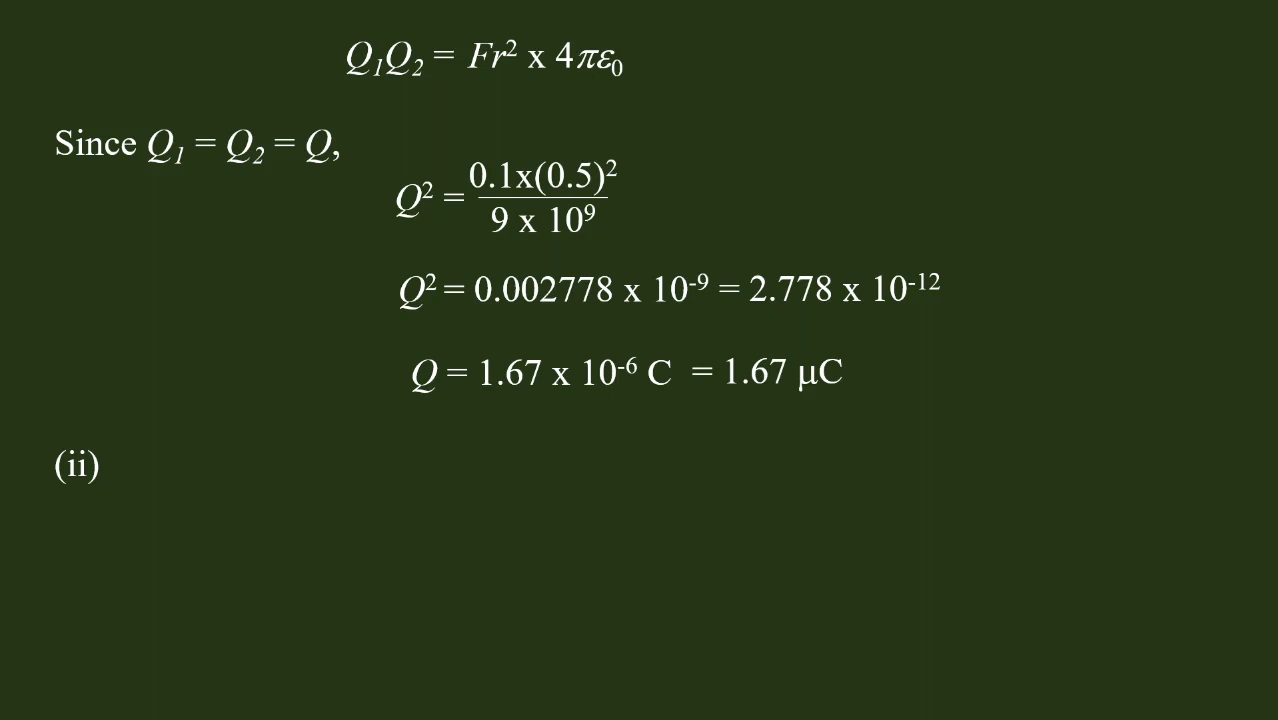 Q₁Q₂ = Fr² x 4πε₀
Since Q₁ = Q₂ = Q,
Q² = 0.1x(0.5)² / 9 x 10⁹
Q² = 0.002778 x 10⁻⁹ = 2.778 x 10⁻¹²
Q = 1.67 x 10⁻⁶ C = 1.67 μC
(ii)